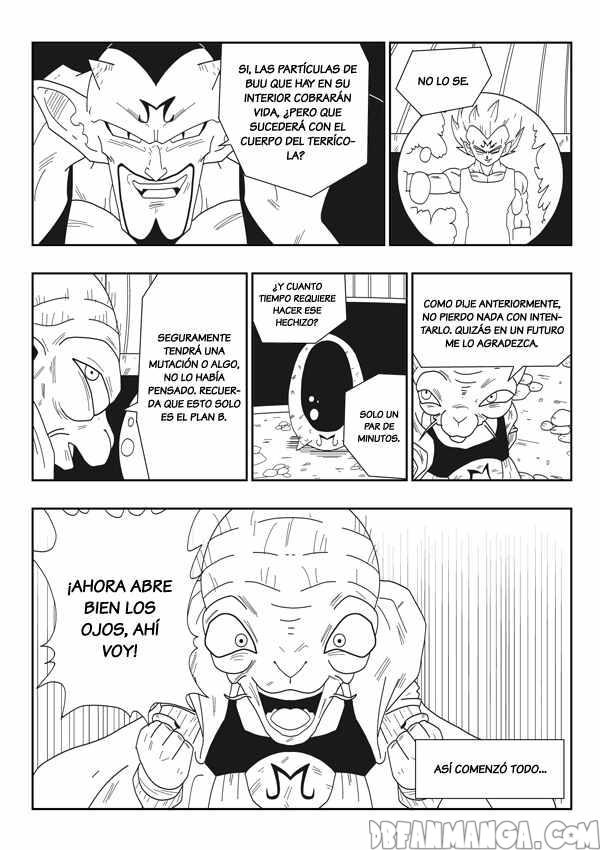 SI, LAS PARTÍCULAS DE
BUU QUE HAY EN SU
INTERIOR COBRARÁN
VIDA, ¿PERO QUE
SUCEDERÁ CON EL
CUERPO DEL TERRÍCO-
LA?
NO LO SE.
SEGURAMENTE
TENDRÁ UNA
MUTACIÓN O ALGO,
NO LO HABÍA
PENSADO. RECUER-
DA QUE ESTO SOLO
ES EL PLAN B.
¿Y CUANTO
TIEMPO REQUIERE
HACER ESE
HECHIZO?
SOLO UN
PAR DE
MINUTOS.
COMO DIJE ANTERIORMENTE,
NO PIERDO NADA CON INTEN-
TARLO. QUIZÁS EN UN FUTURO
ME LO AGRADEZCA.
¡AHORA ABRE
BIEN LOS
OJOS, AHÍ
VOY!
ASÍ COMENZÓ TODO...
DBFANMANGA.COM